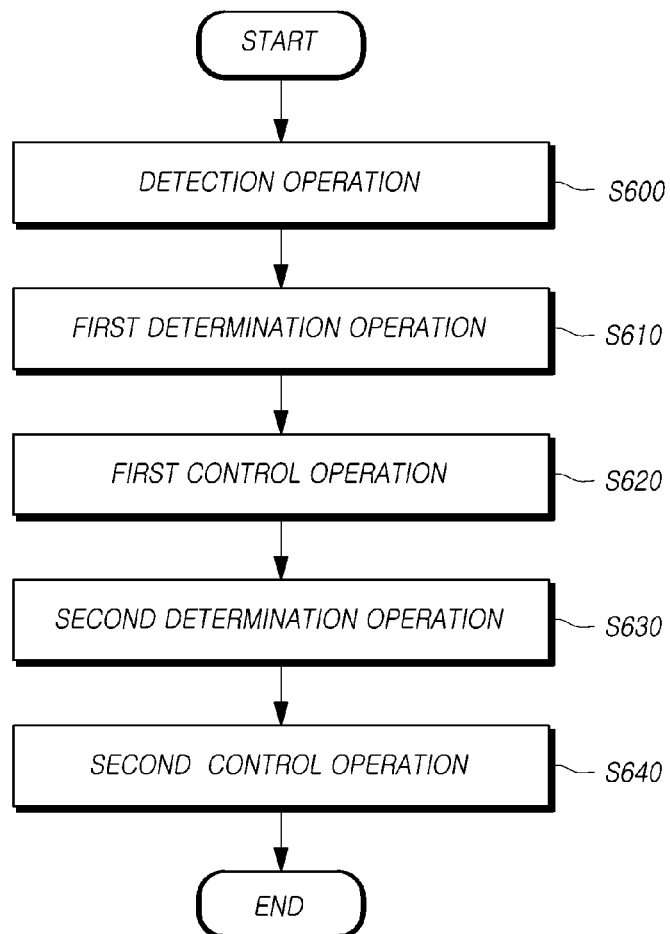 START
DETECTION OPERATION
S600
FIRST DETERMINATION OPERATION
S610
FIRST CONTROL OPERATION
S620
SECOND DETERMINATION OPERATION
S630
SECOND CONTROL OPERATION
S640
END